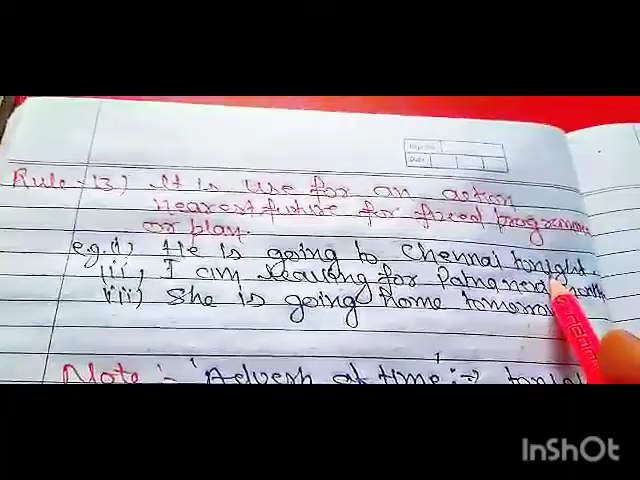 Rule-(3) It is use for an action
nearest future for fixed programme
or plan.
e.g. i) He is going to Chennai tonight.
ii) I am leaving for Patna next month
iii) She is going home tomorrow
Note :- 'Adverb of time' :-> tonight
InShOt